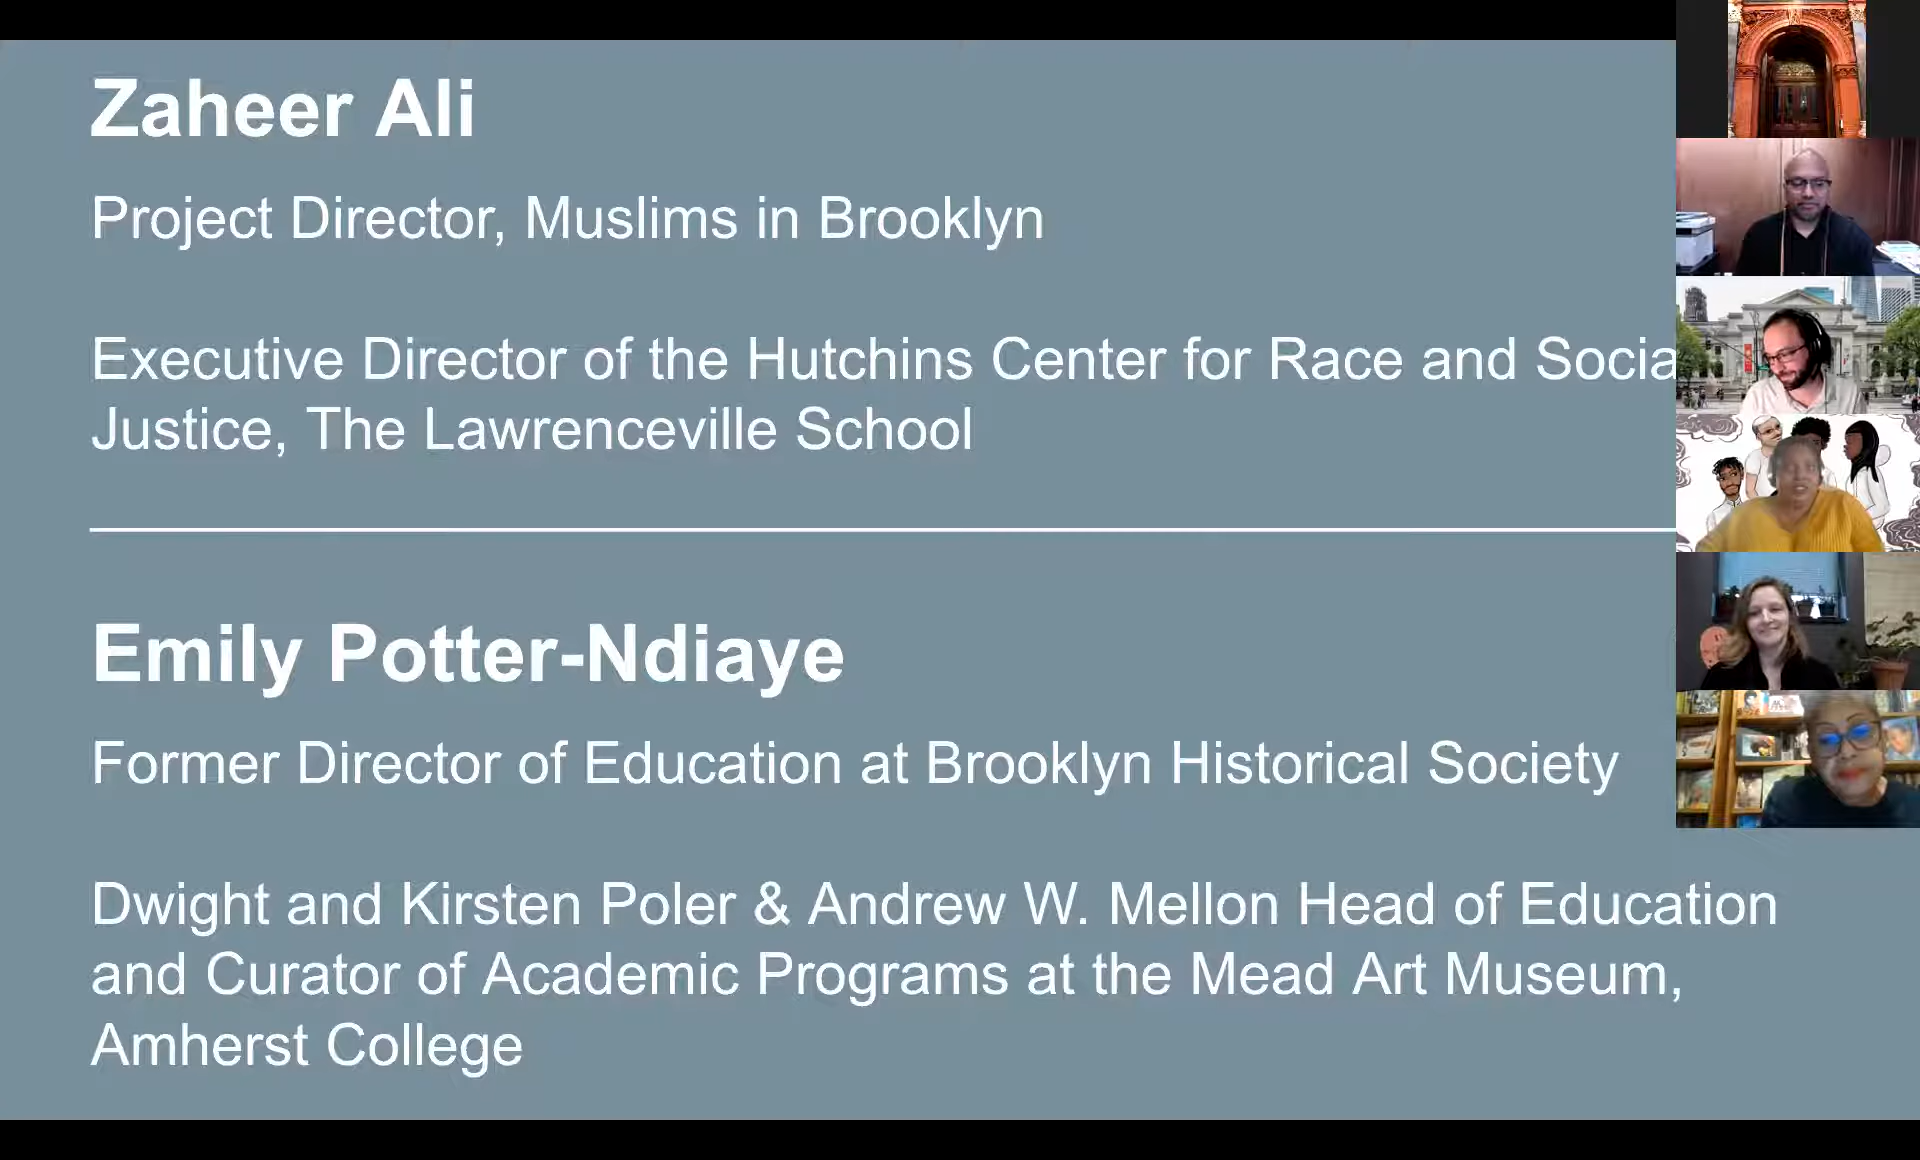 Zaheer Ali
Project Director, Muslims in Brooklyn
Executive Director of the Hutchins Center for Race and Socia
Justice, The Lawrenceville School
Emily Potter-Ndiaye
Former Director of Education at Brooklyn Historical Society
Dwight and Kirsten Poler & Andrew W. Mellon Head of Education
and Curator of Academic Programs at the Mead Art Museum,
Amherst College